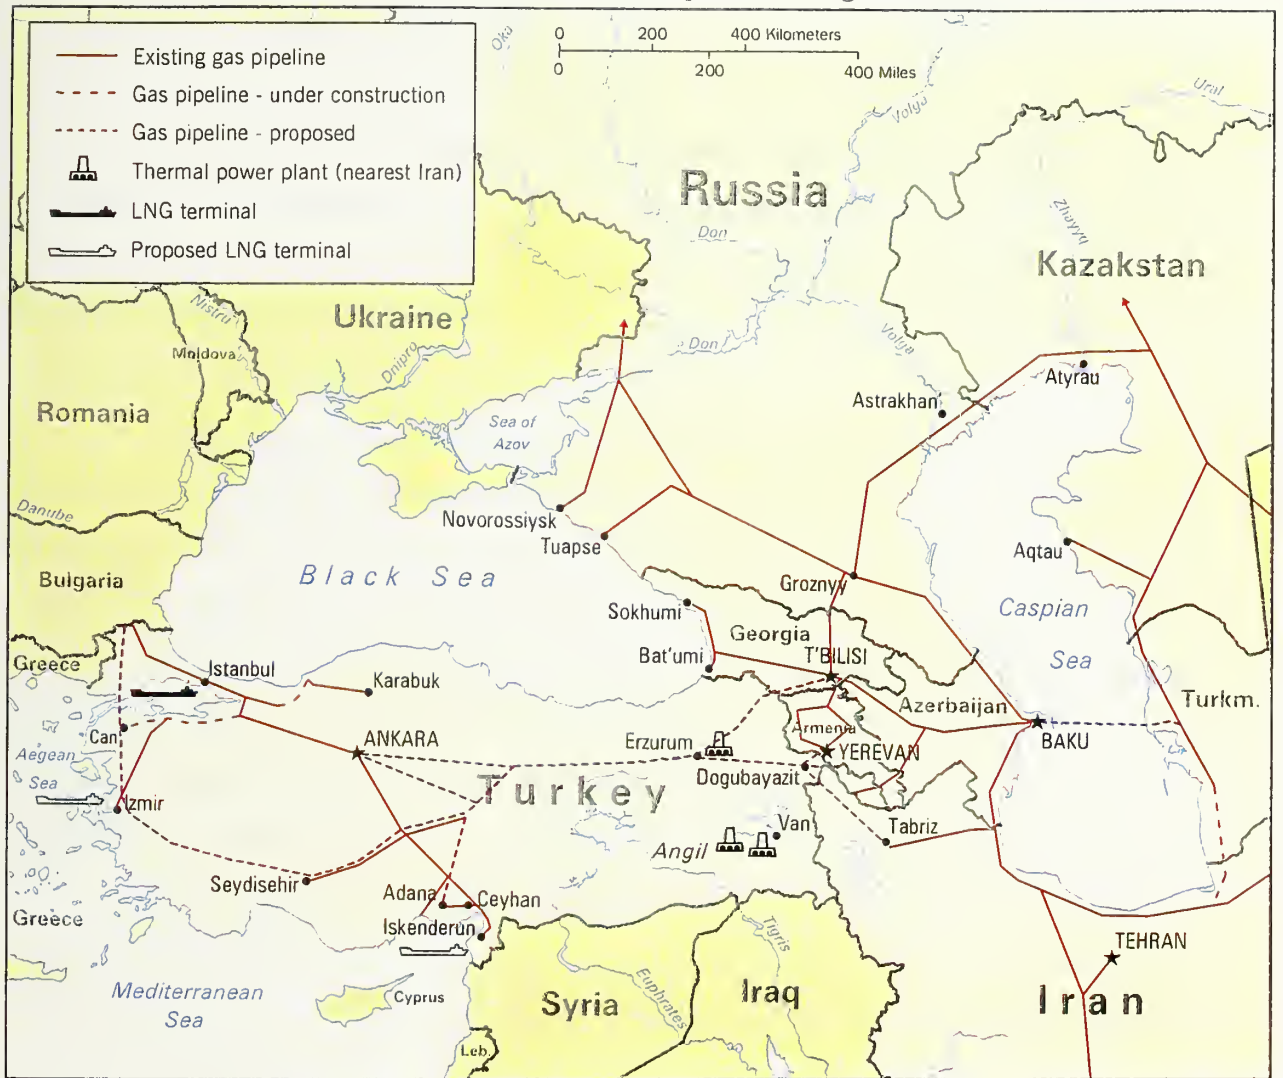 Existing gas pipeline
Gas pipeline - under construction
Gas pipeline - proposed
Thermal power plant (nearest Iran)
LNG terminal
Proposed LNG terminal
0 200 400 Kilometers
0 200 400 Miles
Oka
Volga
Ural
Russia
Don
Zhayyq
Kazakstan
Ukraine
Nistru
Moldova
Dnipro
Don
Volga
Atyrau
Astrakhan'
Romania
Sea of
Azov
Danube
Novorossiysk
Tuapse
Aqtau
Bulgaria
Black Sea
Groznyy
Caspian
Sea
Sokhumi
Georgia
Greece
Istanbul
Bat'umi
T'BILISI
Karabuk
Turkm.
Azerbaijan
Armenia
Can
ANKARA
Erzurum
YEREVAN
BAKU
Aegean
Sea
Dogubayazit
Turkey
Izmir
Van
Tabriz
Angil
Seydisehir
Adana
Ceyhan
Greece
Iskenderun
TEHRAN
Tigris
Mediterranean
Sea
Cyprus
Syria
Euphrates
Iraq
Iran
Leb.